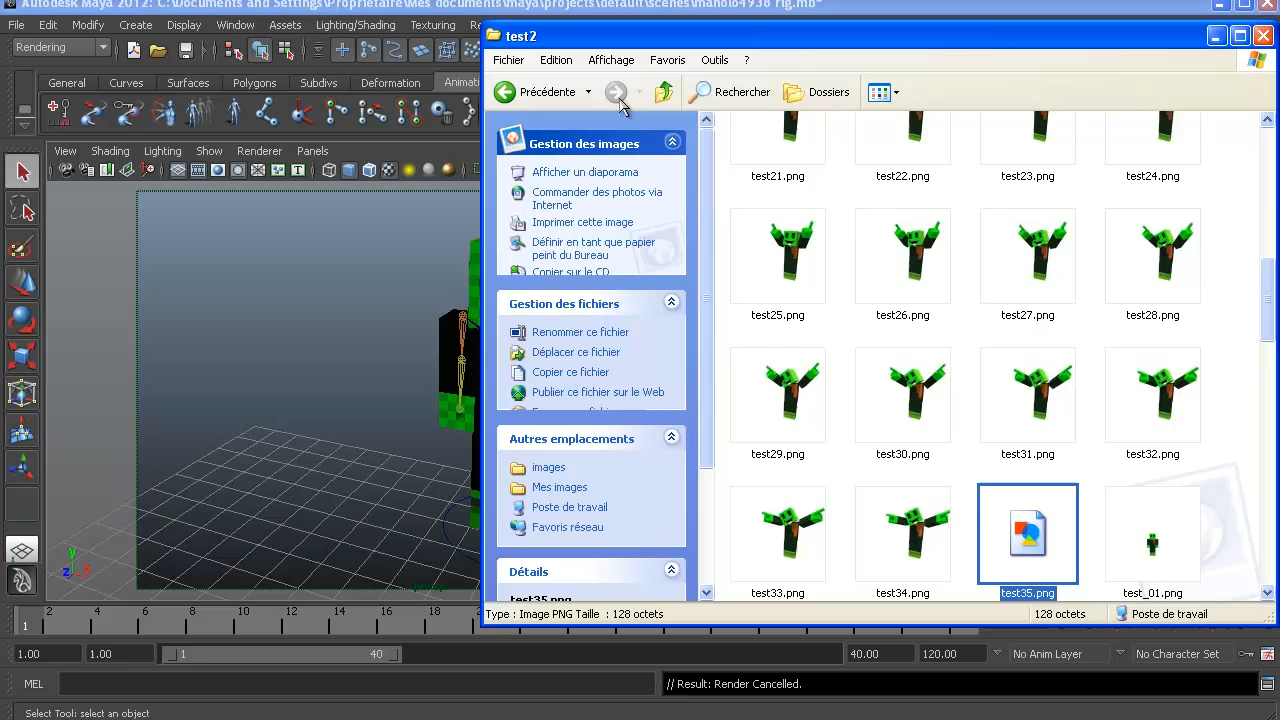 Autodesk Maya 2012: C:\Documents and Settings\Propriétaire\Mes documents\maya\projects\default\scenes\manolo4938 rig.mb*
File Edit Modify Create Display Window Assets Lighting/Shading Texturing
Rendering
General Curves Surfaces Polygons Subdivs Deformation
View Shading Lighting Show Renderer Panels
test2
Fichier Edition Affichage Favoris Outils ?
Précédente Rechercher Dossiers
Gestion des images
Afficher un diaporama
Commander des photos via
Internet
Imprimer cette image
Définir en tant que papier
peint du Bureau
Copier sur le CD
Gestion des fichiers
Renommer ce fichier
Déplacer ce fichier
Copier ce fichier
Publier ce fichier sur le Web
Autres emplacements
images
Mes images
Poste de travail
Favoris réseau
Détails
test35.png
test21.png test22.png test23.png test24.png
test25.png test26.png test27.png test28.png
test29.png test30.png test31.png test32.png
test33.png test34.png test35.png test_01.png
Type : Image PNG Taille : 128 octets 128 octets Poste de travail
y
z x
2 4 6 8 10 12 14 16 18
1
1.00 1.00 1 40 40.00 120.00 No Anim Layer No Character Set
MEL // Result: Render Cancelled.
Select Tool: select an object